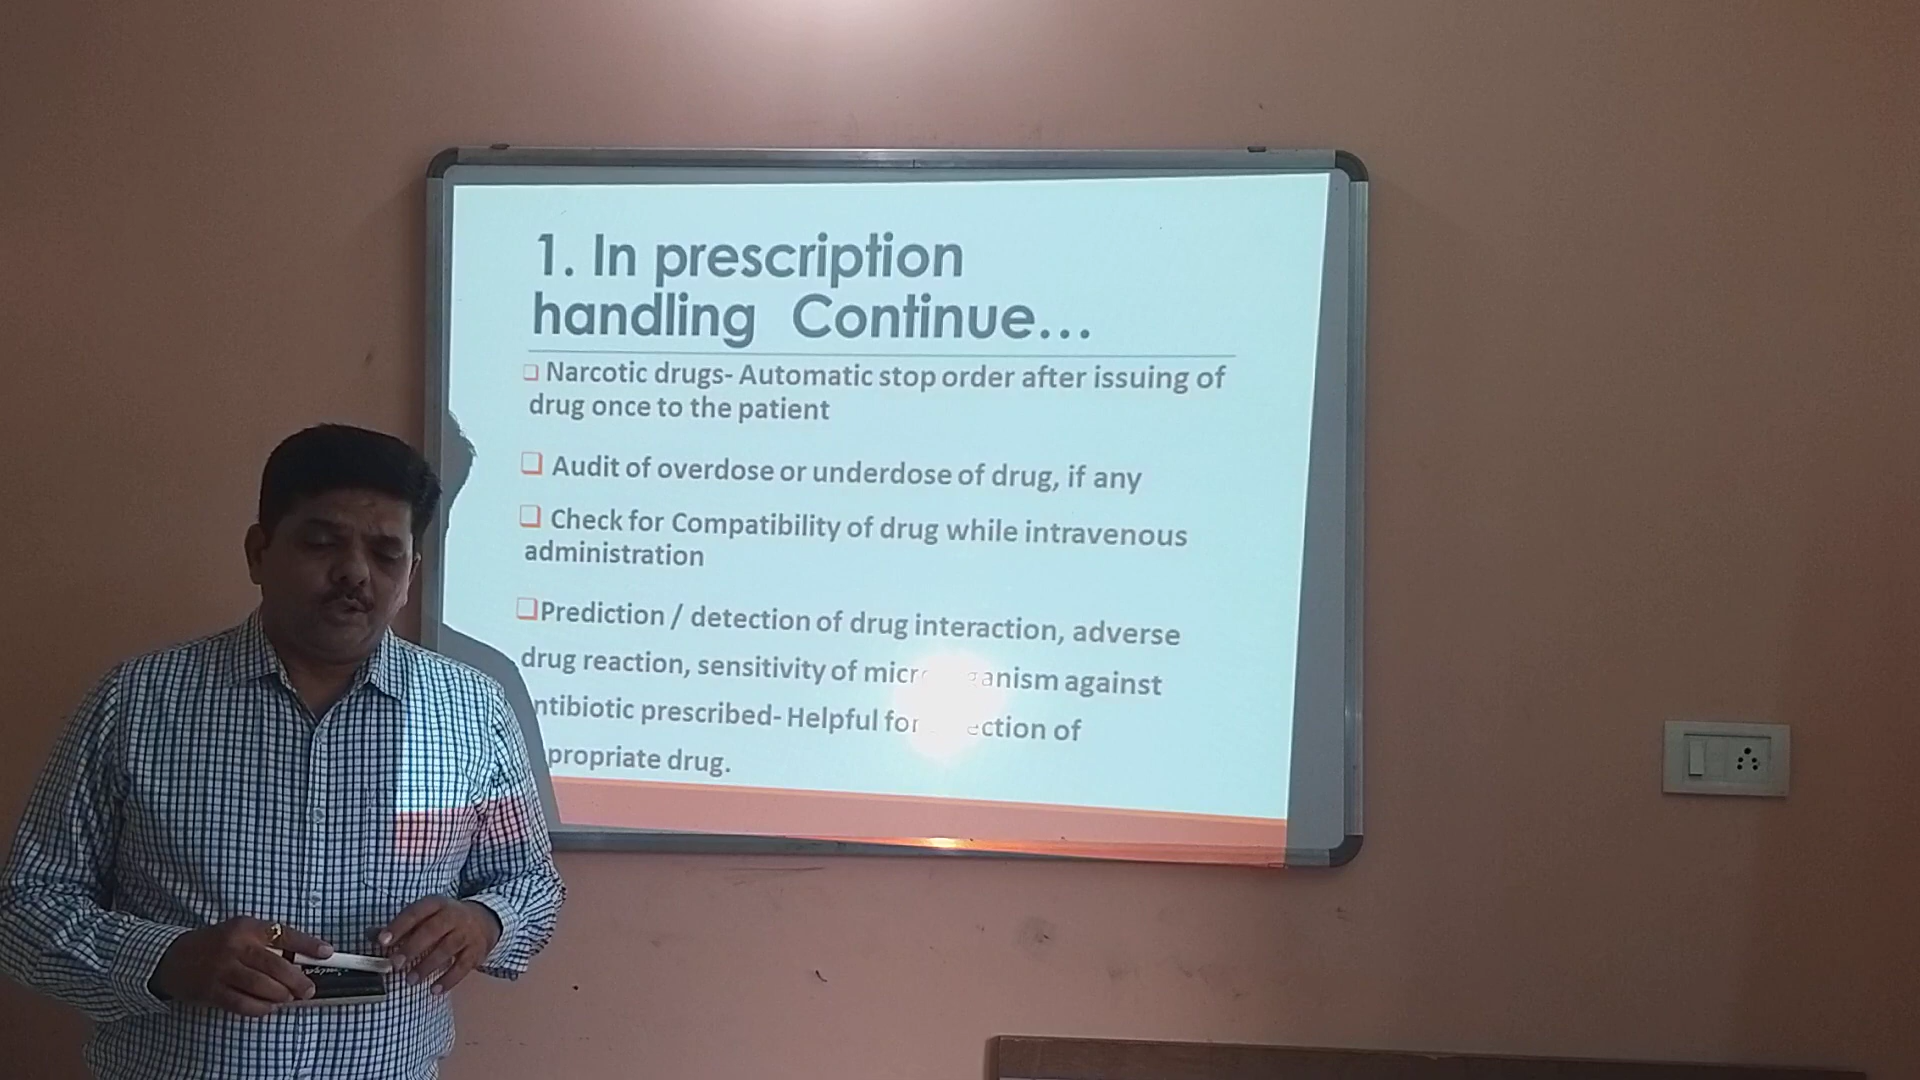 1. In prescription
handling Continue...
❑ Narcotic drugs- Automatic stop order after issuing of
drug once to the patient
❑ Audit of overdose or underdose of drug, if any
❑ Check for Compatibility of drug while intravenous
administration
❑Prediction / detection of drug interaction, adverse
drug reaction, sensitivity of against
prescribed- Helpful of
drug.